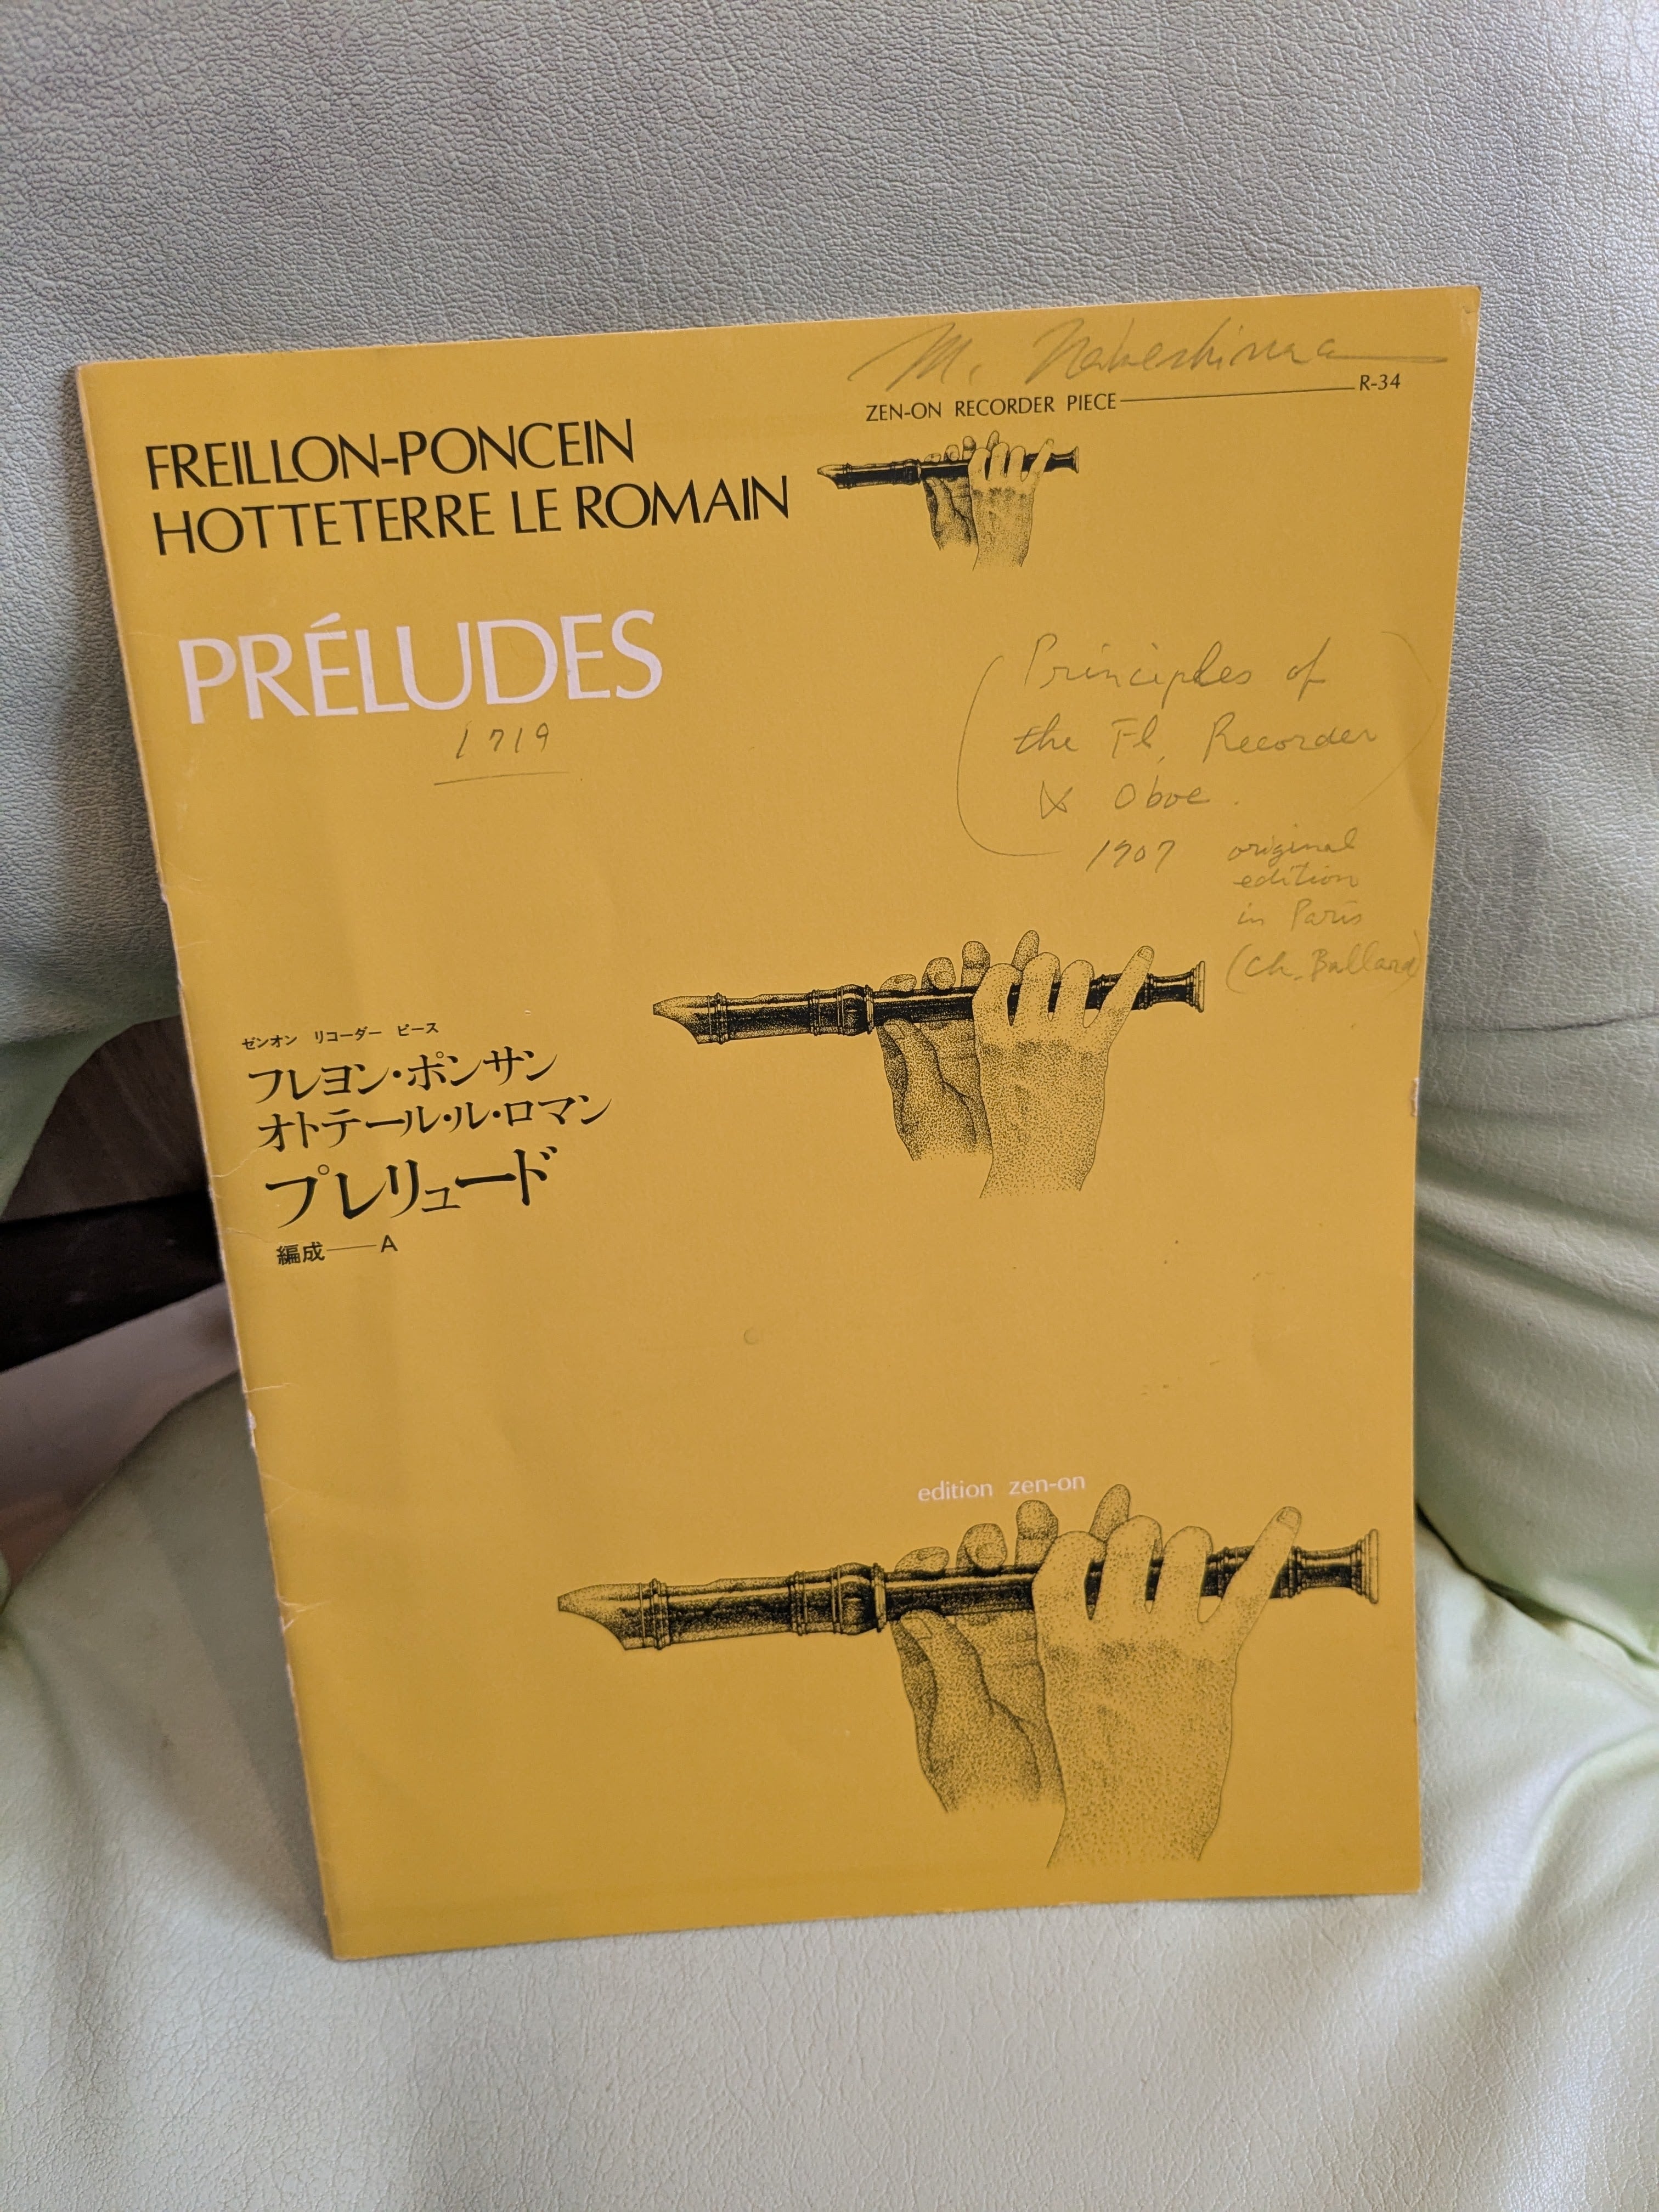 M. Nakashima
ZEN-ON RECORDER PIECE R-34
FREILLON-PONCEIN
HOTTETERRE LE ROMAIN
PRÉLUDES
1719
(Principles of
the Fl, Recorder
& Oboe.)
1707 original
edition
in Paris
(Ch. Ballard)
ゼンオン リコーダー ピース
フレヨン・ポンサン
オトテール・ル・ロマン
プレリュード
編成——A
edition zen-on